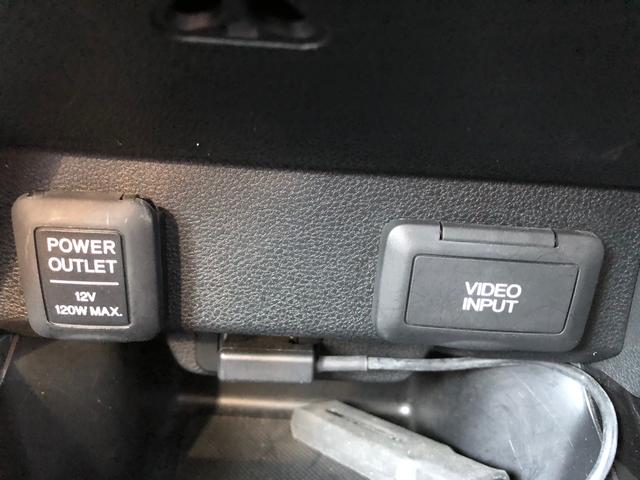 POWER
OUTLET
12V
120W MAX.
VIDEO
INPUT